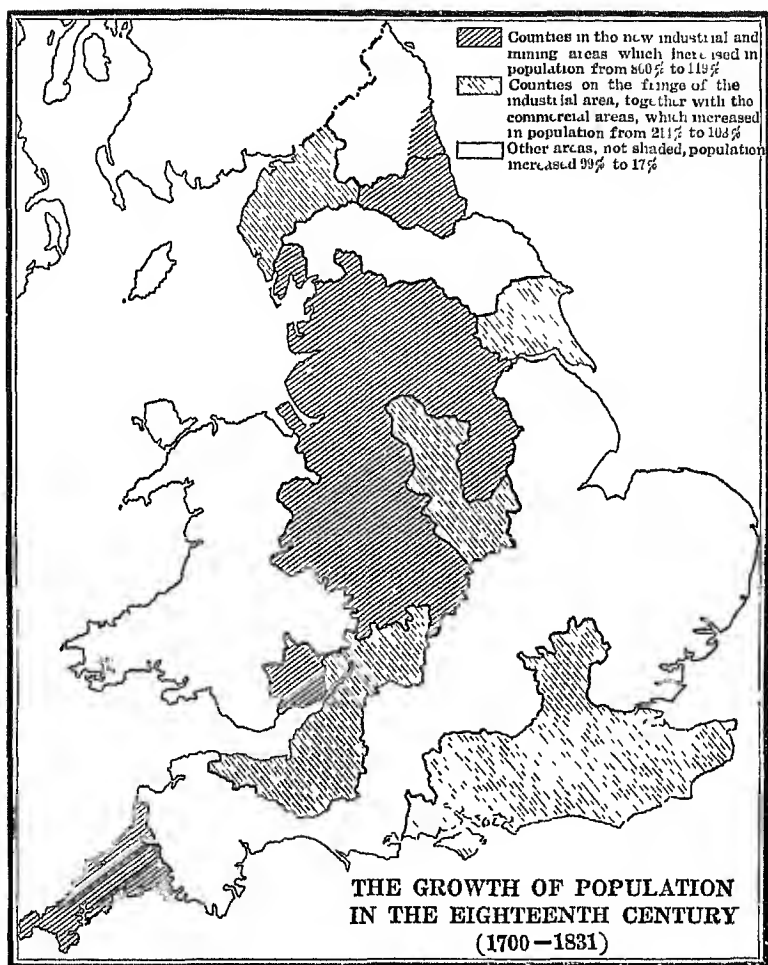 Counties in the new industrial and
mining areas which increased in
population from 860% to 119%
Counties on the fringe of the
industrial area, together with the
commercial areas, which increased
in population from 211% to 103%
Other areas, not shaded, population
increased 99% to 17%
THE GROWTH OF POPULATION
IN THE EIGHTEENTH CENTURY
(1700—1831)